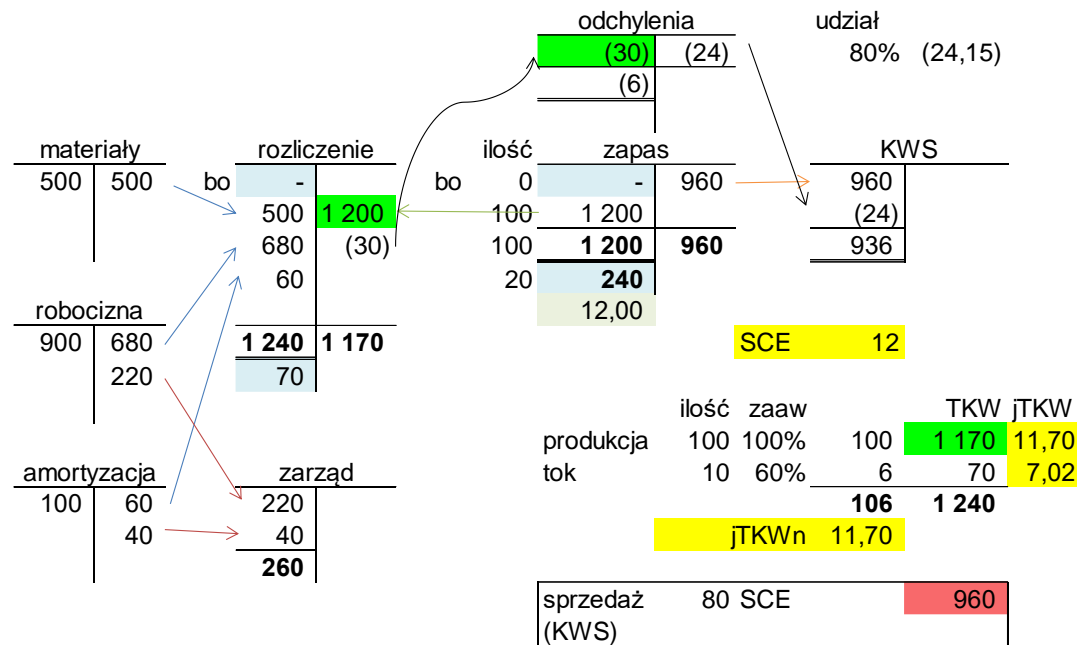 odchylenia udział
(30) (24) 80% (24,15)
(6)
materiały rozliczenie ilość zapas KWS
500 500 bo - bo 0 - 960 960
500 1 200 100 1 200 (24)
680 (30) 100 1 200 960 936
60 20 240
robocizna 12,00
900 680 1 240 1 170 SCE 12
220 70
ilość zaaw TKW jTKW
produkcja 100 100% 100 1 170 11,70
amortyzacja zarząd tok 10 60% 6 70 7,02
100 60 220 106 1 240
40 40 jTKWn 11,70
260
sprzedaż 80 SCE 960
(KWS)